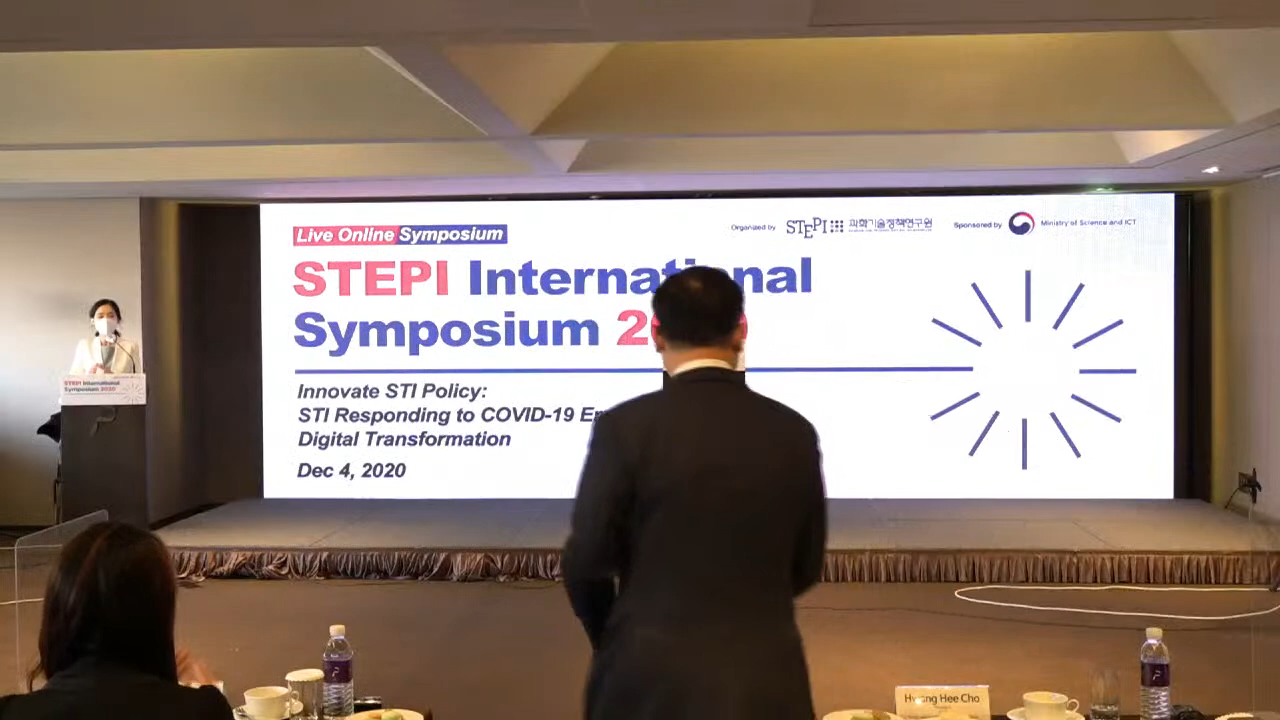 Live Online Symposium
Organized by STEPI 과학기술정책연구원
Sponsored by Ministry of Science and ICT
STEPI Interna nal
Symposium 2
Innovate STI Policy:
STI Responding to COVID-19 E
Digital Transformation
Dec 4, 2020
STEPI International
Symposium 2020
Hwang Hee Cho